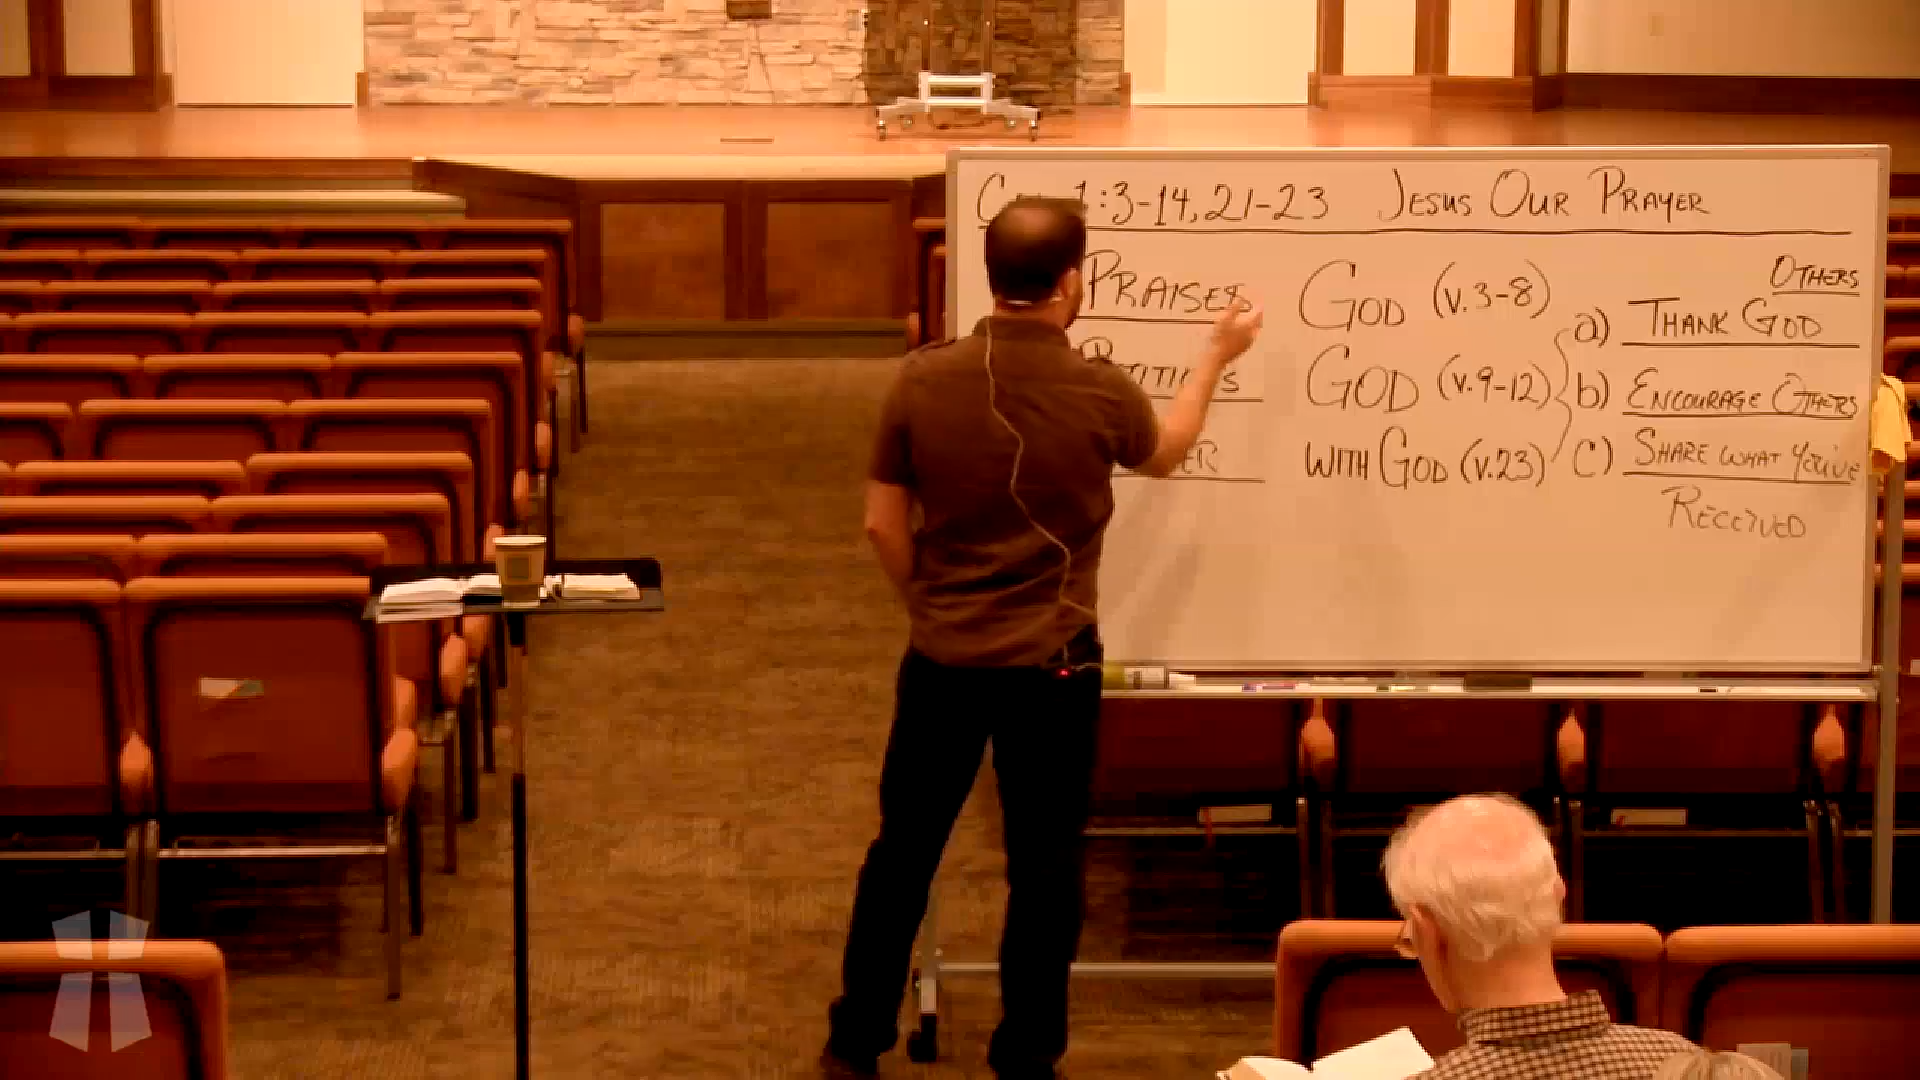 1:3-14,21-23 Jesus Our Prayer
Others
Praises God (v.3-8) a) Thank God
God (v.9-12) b) Encourage Others
with God (v.23) c) Share what You've
Received